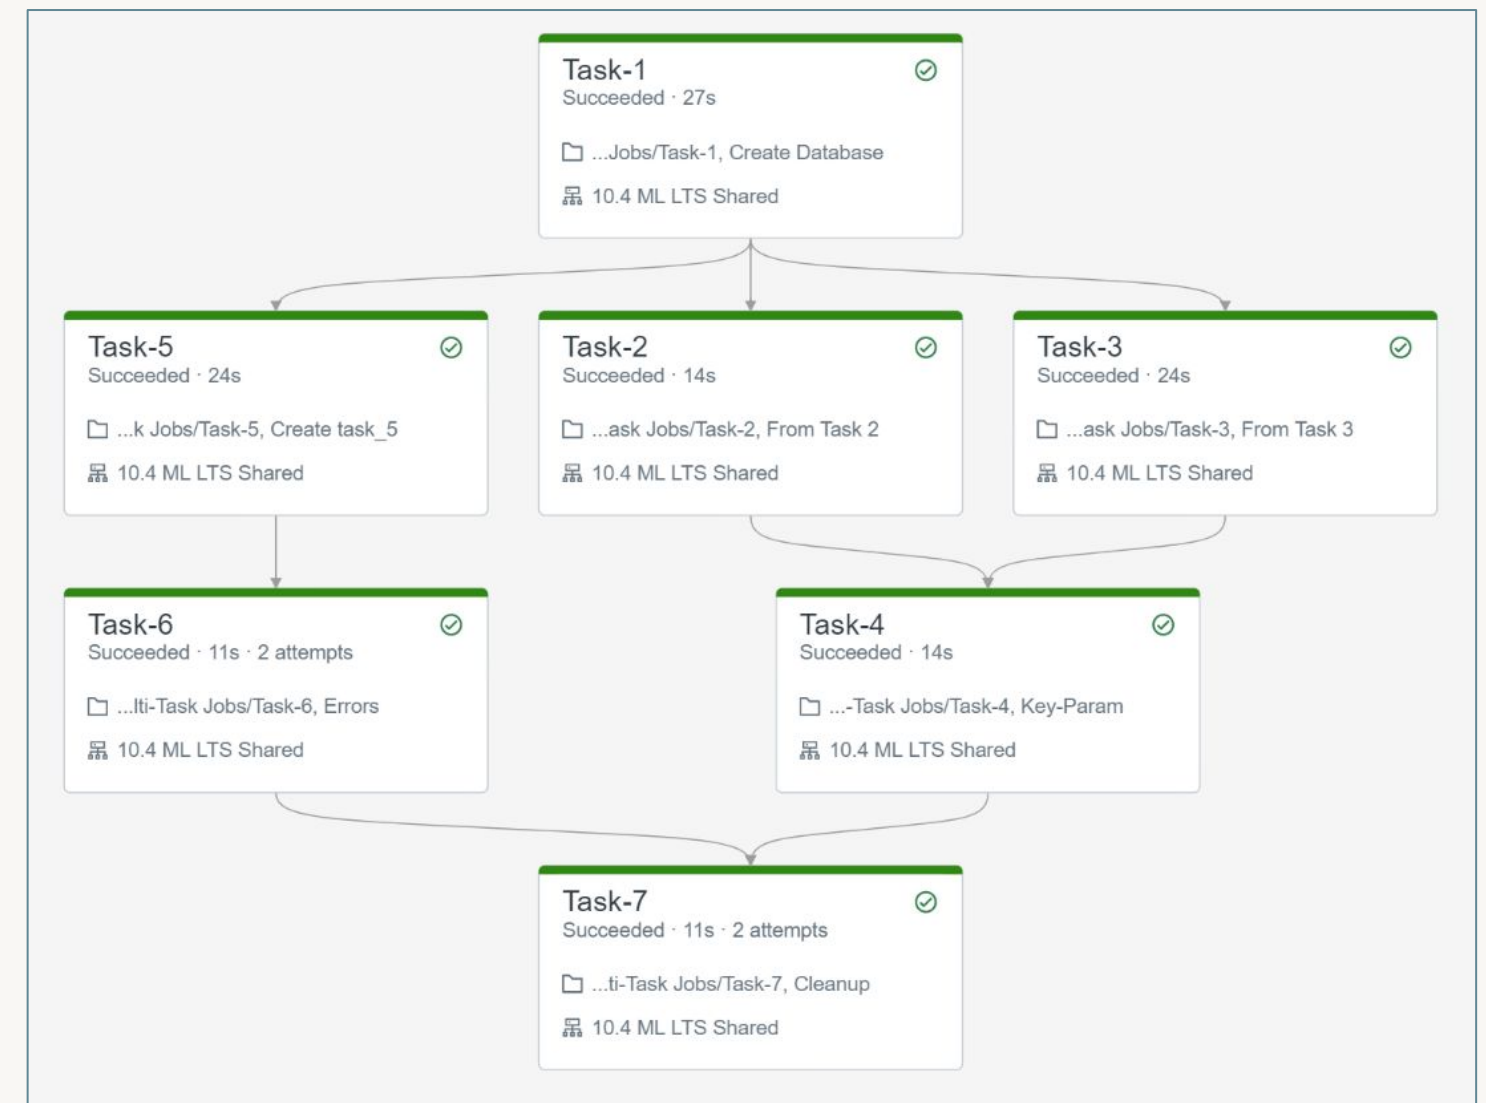 Task-1
Succeeded · 27s
...Jobs/Task-1, Create Database
10.4 ML LTS Shared
Task-5
Succeeded · 24s
...k Jobs/Task-5, Create task_5
10.4 ML LTS Shared
Task-2
Succeeded · 14s
...ask Jobs/Task-2, From Task 2
10.4 ML LTS Shared
Task-3
Succeeded · 24s
...ask Jobs/Task-3, From Task 3
10.4 ML LTS Shared
Task-6
Succeeded · 11s · 2 attempts
...lti-Task Jobs/Task-6, Errors
10.4 ML LTS Shared
Task-4
Succeeded · 14s
...-Task Jobs/Task-4, Key-Param
10.4 ML LTS Shared
Task-7
Succeeded · 11s · 2 attempts
...ti-Task Jobs/Task-7, Cleanup
10.4 ML LTS Shared